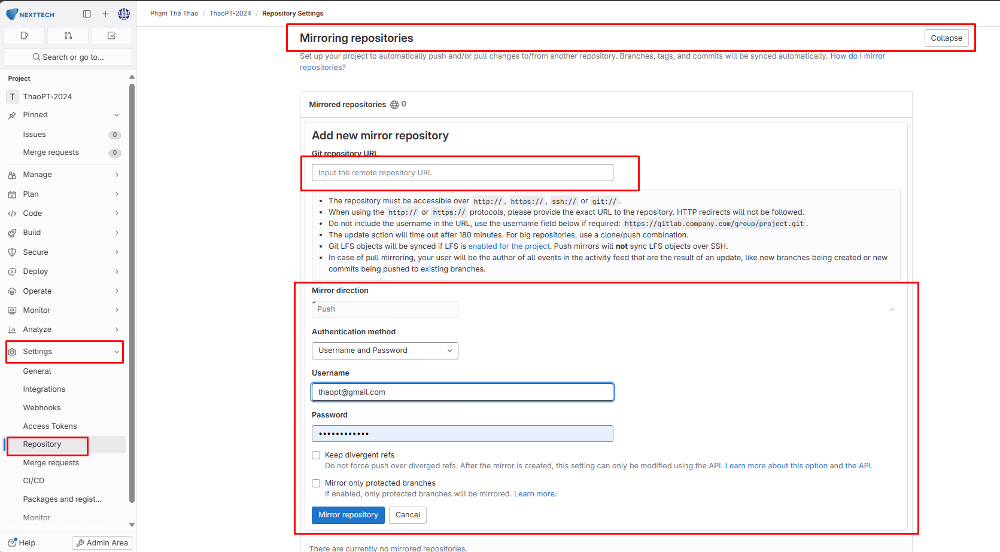 NEXTTECH
Search or go to...
Project
T ThaoPT-2024
Pinned
Issues 0
Merge requests 0
Manage
Plan
Code
Build
Secure
Deploy
Operate
Monitor
Analyze
Settings
General
Integrations
Webhooks
Access Tokens
Repository
Merge requests
CI/CD
Packages and regist...
Monitor
Help
Admin Area
Phạm Thế Thao / ThaoPT-2024 / Repository Settings
Mirroring repositories
Collapse
Set up your project to automatically push and/or pull changes to/from another repository. Branches, tags, and commits will be synced automatically. How do I mirror
repositories?
Mirrored repositories 0
Add new mirror repository
Git repository URL
Input the remote repository URL
• The repository must be accessible over http://, https://, ssh:// or git://.
• When using the http:// or https:// protocols, please provide the exact URL to the repository. HTTP redirects will not be followed.
• Do not include the username in the URL, use the username field below if required: https://gitlab.company.com/group/project.git.
• The update action will time out after 180 minutes. For big repositories, use a clone/push combination.
• Git LFS objects will be synced if LFS is enabled for the project. Push mirrors will not sync LFS objects over SSH.
• In case of pull mirroring, your user will be the author of all events in the activity feed that are the result of an update, like new branches being created or new
commits being pushed to existing branches.
Mirror direction
Push
Authentication method
Username and Password
Username
thaopt@gmail.com
Password
••••••••••••
Keep divergent refs
Do not force push over diverged refs. After the mirror is created, this setting can only be modified using the API. Learn more about this option and the API.
Mirror only protected branches
If enabled, only protected branches will be mirrored. Learn more.
Mirror repository
Cancel
There are currently no mirrored repositories.